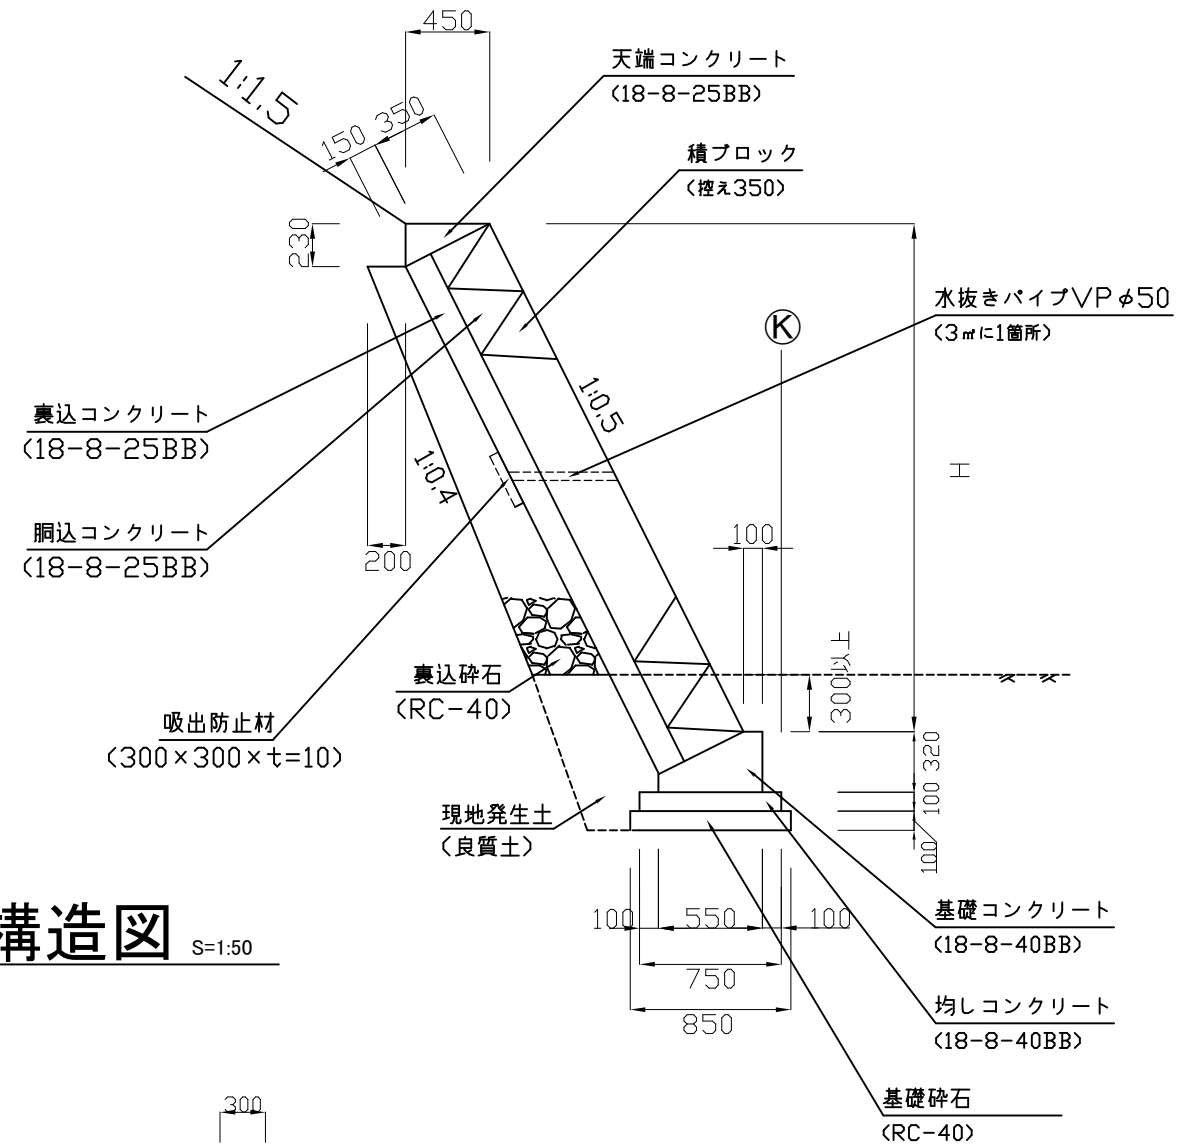 450
1:1.5
天端コンクリート
(18-8-25BB)
150
350
積ブロック
(控え350)
230
水抜きパイプVPφ50
(3㎡に1箇所)
K
1:0.5
裏込コンクリート
(18-8-25BB)
1:0.4
H
胴込コンクリート
(18-8-25BB)
200
100
裏込砕石
(RC-40)
300以上
吸出防止材
(300×300×t=10)
320
100
100
現地発生土
(良質土)
構造図 S=1:50
100
550
100
750
850
基礎コンクリート
(18-8-40BB)
均しコンクリート
(18-8-40BB)
基礎砕石
(RC-40)
300